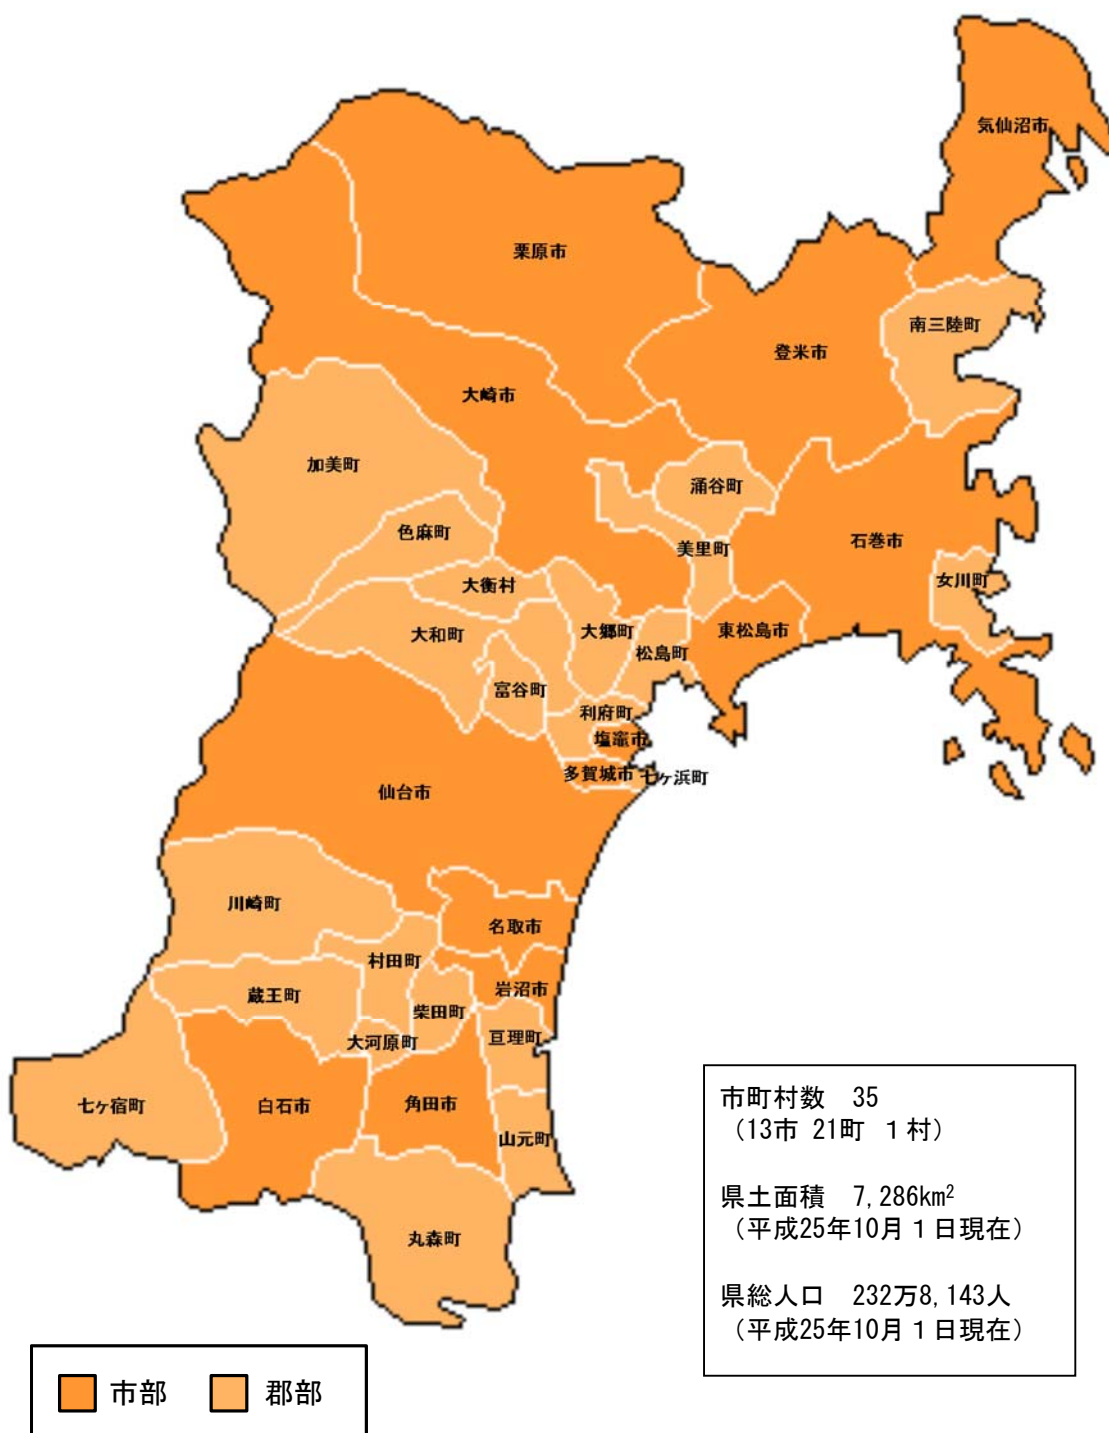 気仙沼市
栗原市
南三陸町
登米市
大崎市
加美町
涌谷町
色麻町
石巻市
美里町
女川町
大衡村
大郷町
東松島市
大和町
松島町
富谷町
利府町
塩竈市
多賀城市
七ヶ浜町
仙台市
川崎町
名取市
村田町
岩沼市
蔵王町
柴田町
亘理町
大河原町
七ヶ宿町
白石市
角田市
山元町
丸森町
市町村数 35
(13市 21町 1村)
県土面積 7,286km²
(平成25年10月1日現在)
県総人口 232万8,143人
(平成25年10月1日現在)
市部 郡部